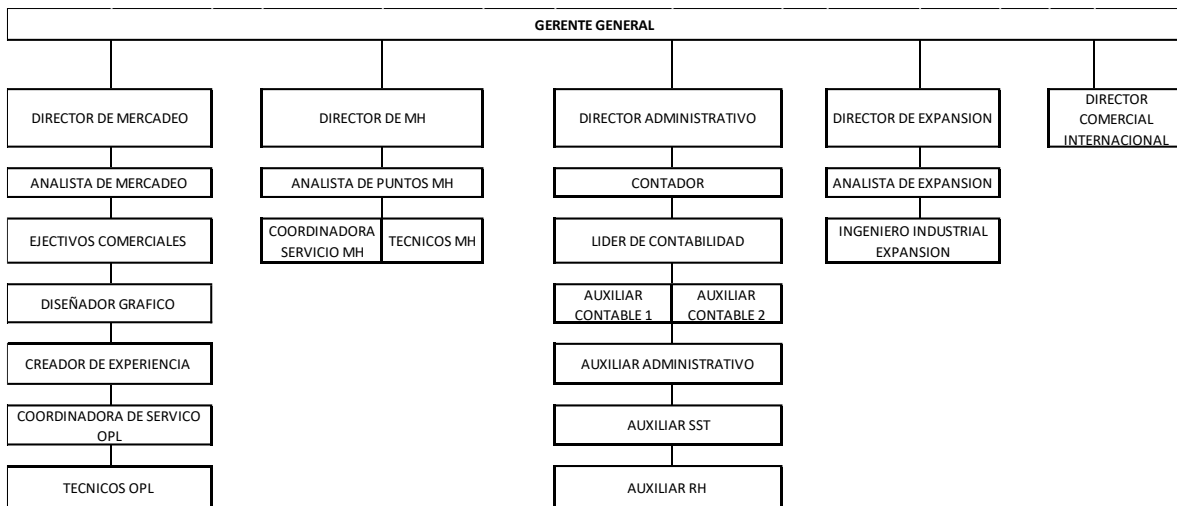 GERENTE GENERAL
DIRECTOR DE MERCADEO
DIRECTOR DE MH
DIRECTOR ADMINISTRATIVO
DIRECTOR DE EXPANSION
DIRECTOR
COMERCIAL
INTERNACIONAL
ANALISTA DE MERCADEO
ANALISTA DE PUNTOS MH
CONTADOR
ANALISTA DE EXPANSION
EJECTIVOS COMERCIALES
COORDINADORA
SERVICIO MH
TECNICOS MH
LIDER DE CONTABILIDAD
INGENIERO INDUSTRIAL
EXPANSION
DISEÑADOR GRAFICO
AUXILIAR
CONTABLE 1
AUXILIAR
CONTABLE 2
CREADOR DE EXPERIENCIA
AUXILIAR ADMINISTRATIVO
COORDINADORA DE SERVICO
OPL
AUXILIAR SST
TECNICOS OPL
AUXILIAR RH